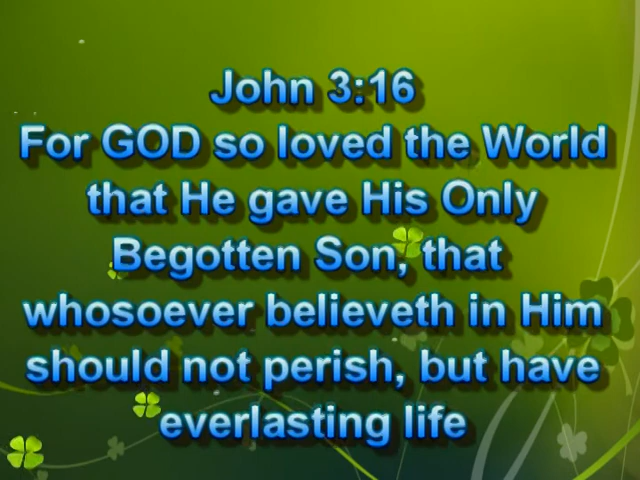 John 3:16
For GOD so loved the World
that He gave His Only
Begotten Son, that
whosoever believeth in Him
should not perish, but have
everlasting life